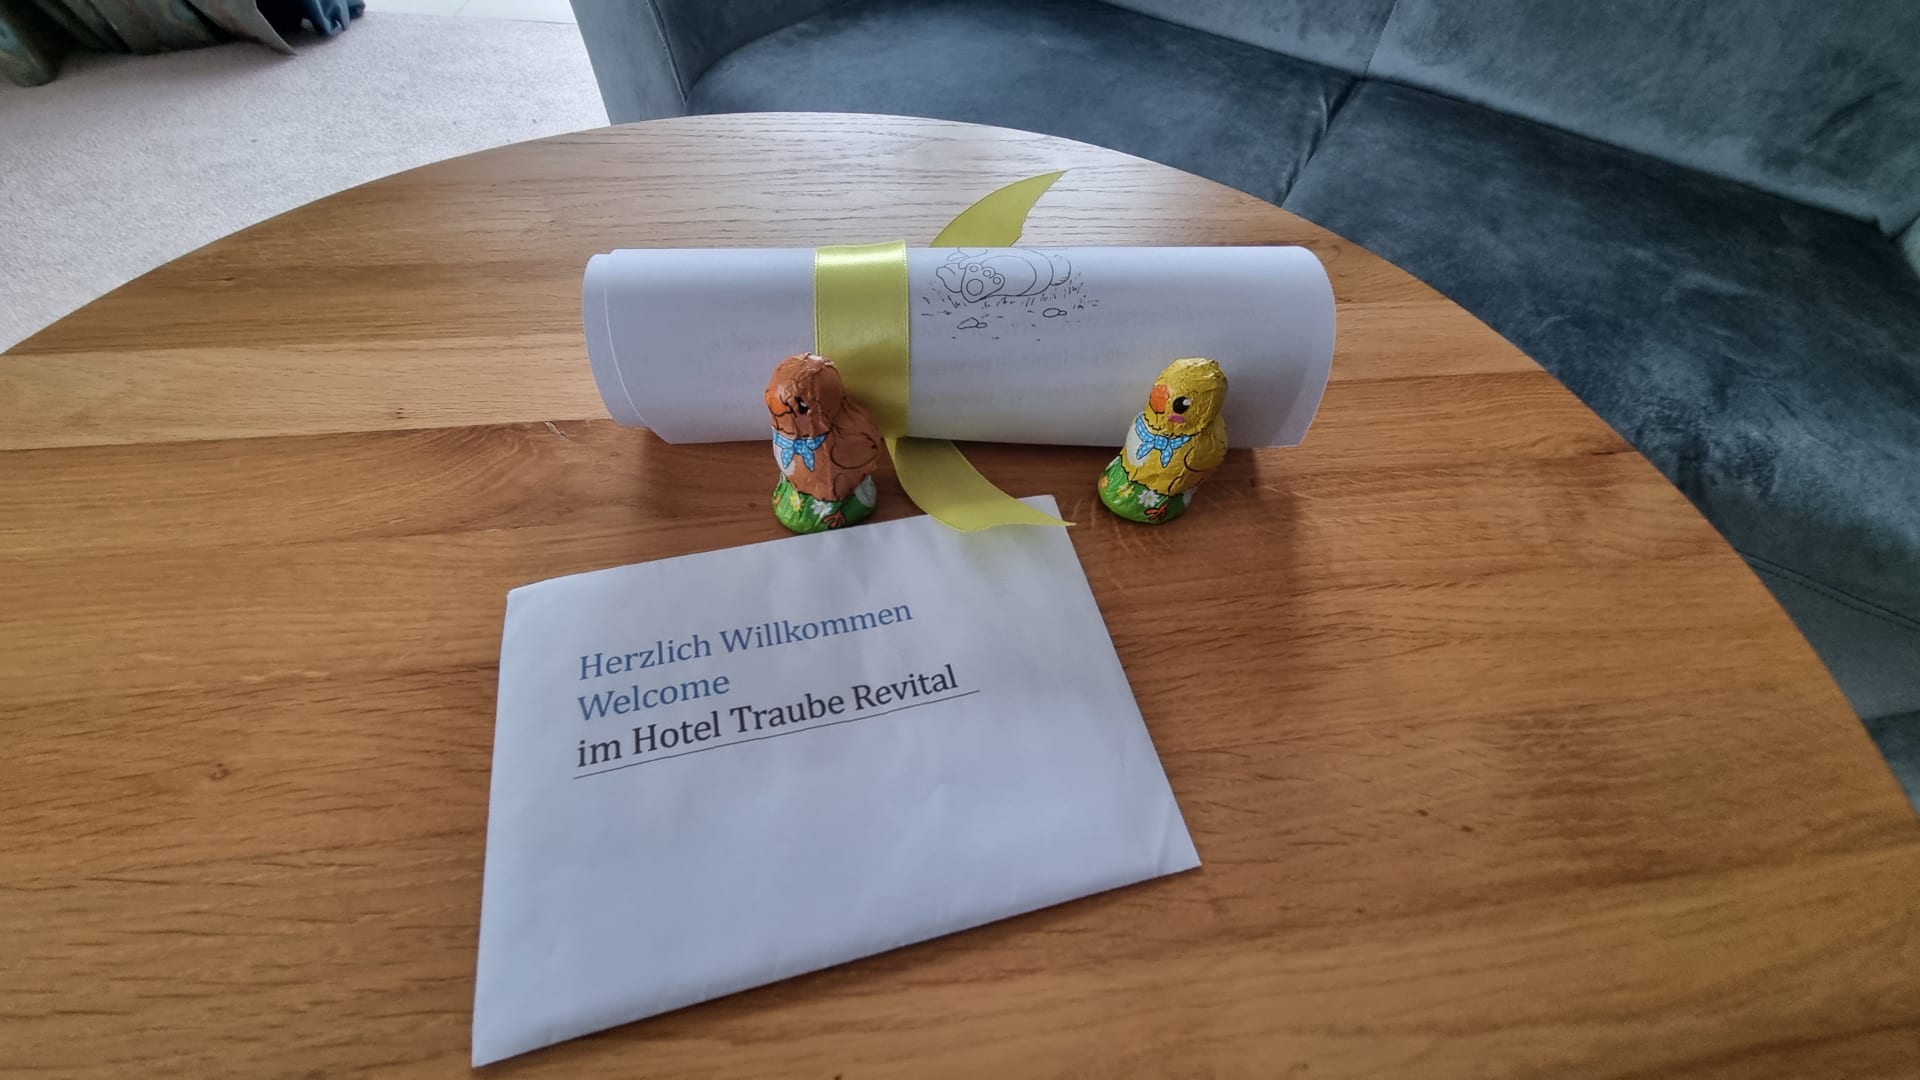 Herzlich Willkommen
Welcome
im Hotel Traube Revital